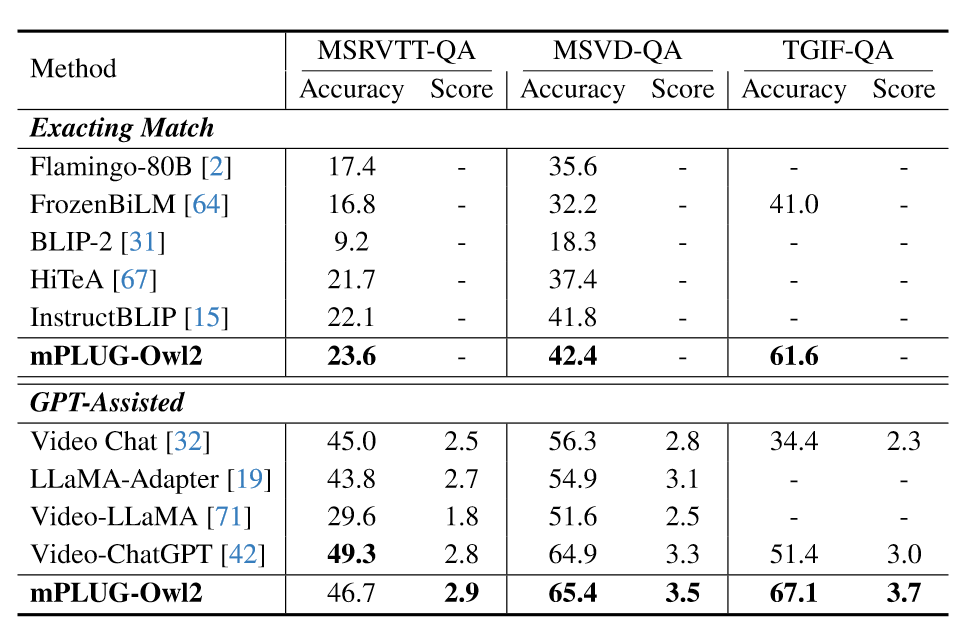 Method MSRVTT-QA MSVD-QA TGIF-QA
Accuracy Score Accuracy Score Accuracy Score
Exacting Match
Flamingo-80B [2] 17.4 - 35.6 - - -
FrozenBiLM [64] 16.8 - 32.2 - 41.0 -
BLIP-2 [31] 9.2 - 18.3 - - -
HiTeA [67] 21.7 - 37.4 - - -
InstructBLIP [15] 22.1 - 41.8 - - -
mPLUG-Owl2 23.6 - 42.4 - 61.6 -
GPT-Assisted
Video Chat [32] 45.0 2.5 56.3 2.8 34.4 2.3
LLaMA-Adapter [19] 43.8 2.7 54.9 3.1 - -
Video-LLaMA [71] 29.6 1.8 51.6 2.5 - -
Video-ChatGPT [42] 49.3 2.8 64.9 3.3 51.4 3.0
mPLUG-Owl2 46.7 2.9 65.4 3.5 67.1 3.7